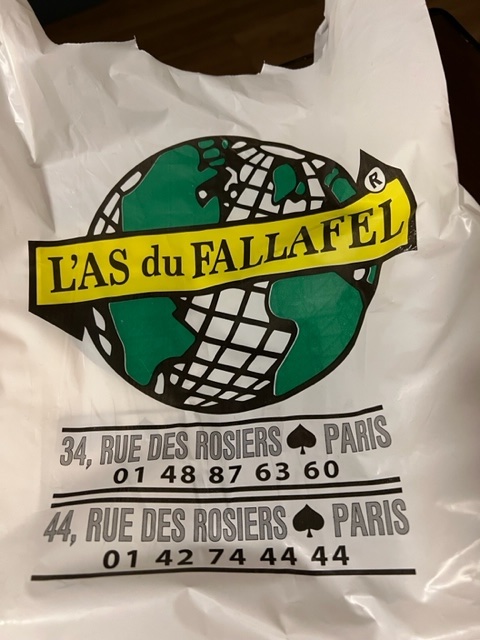 L'AS du FALLAFEL ®
34, RUE DES ROSIERS ♠ PARIS
01 48 87 63 60
44, RUE DES ROSIERS ♠ PARIS
01 42 74 44 44